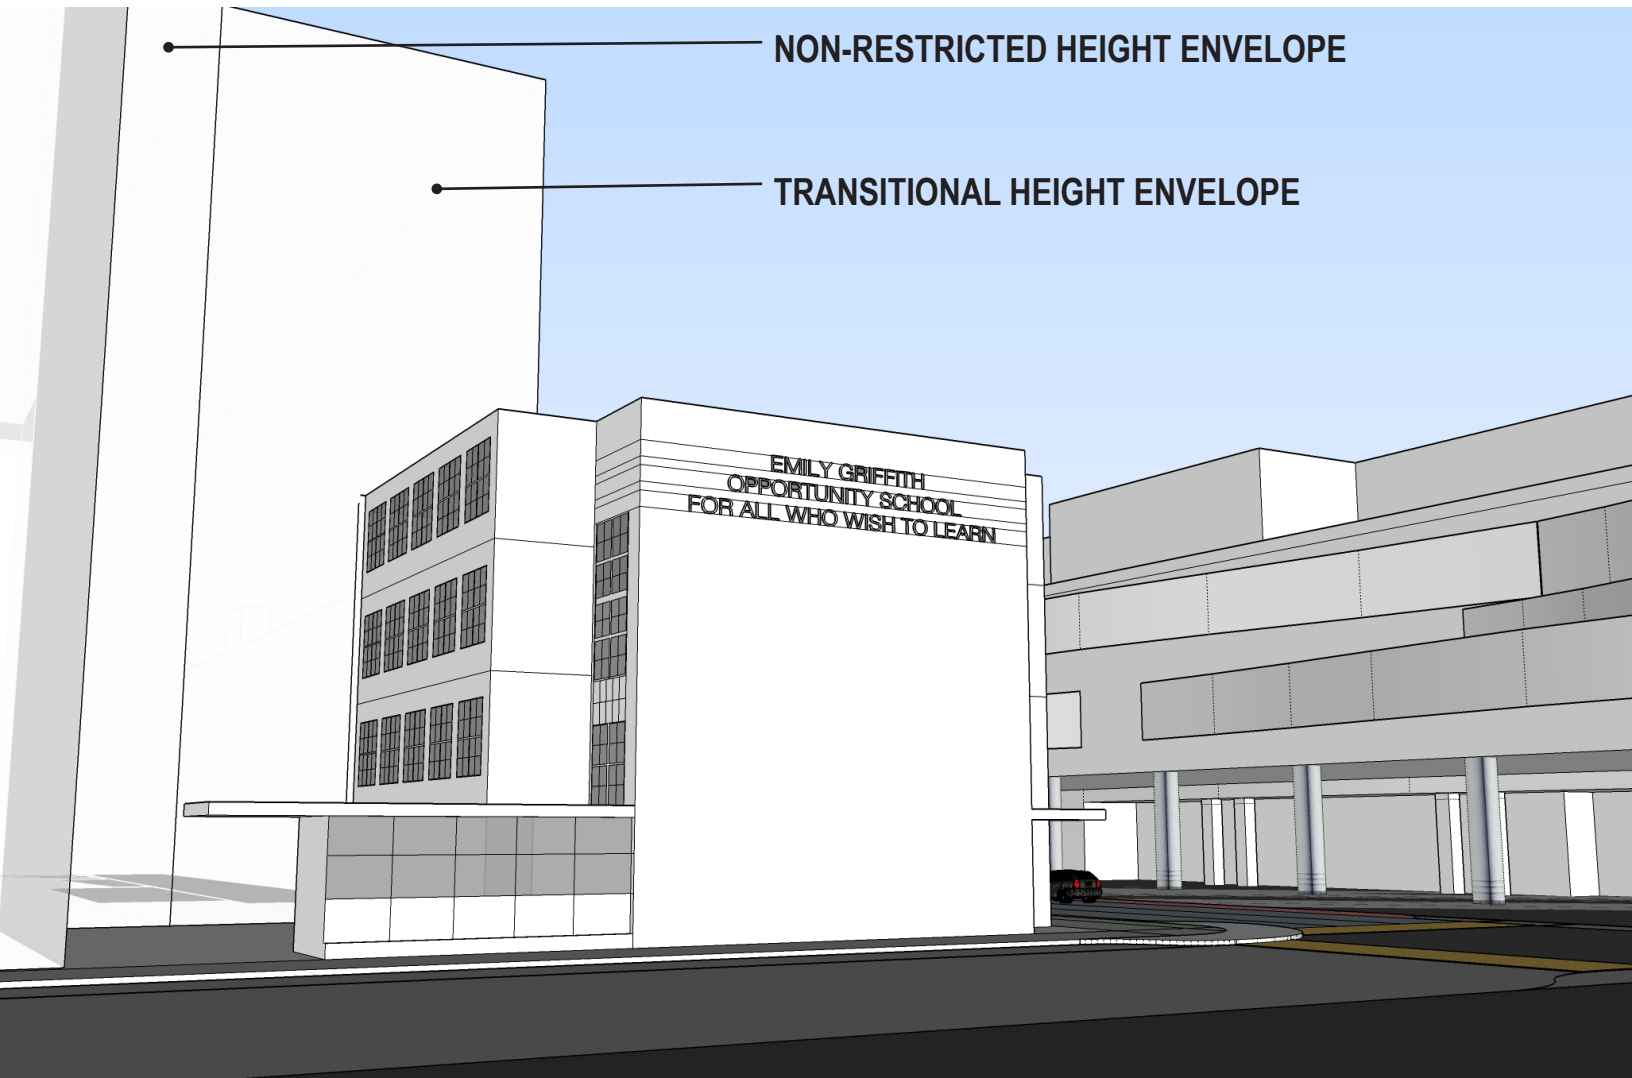 NON-RESTRICTED HEIGHT ENVELOPE
TRANSITIONAL HEIGHT ENVELOPE
EMILY GRIFFITH
OPPORTUNITY SCHOOL
FOR ALL WHO WISH TO LEARN